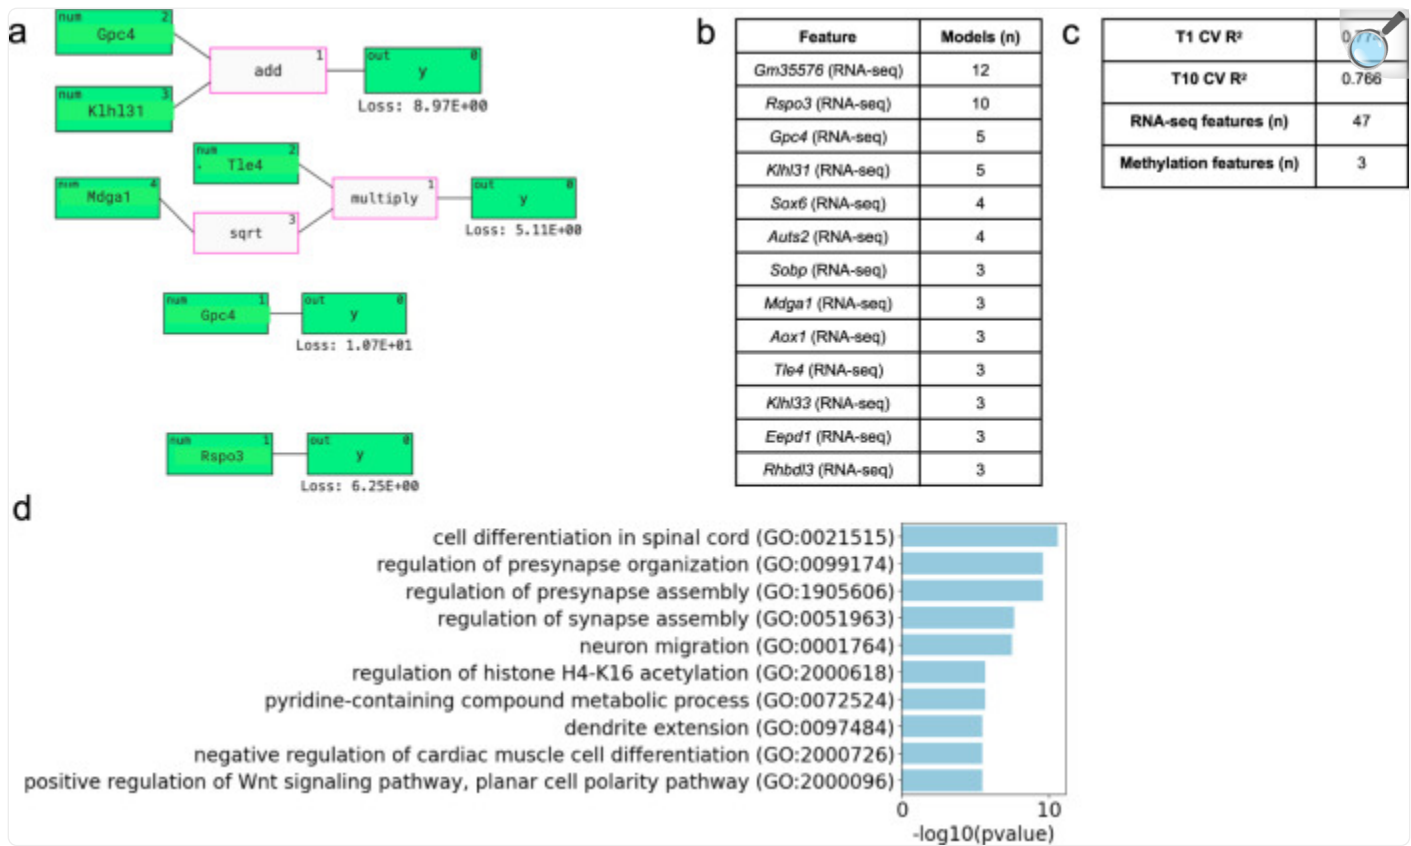 a
num 2
Gpc4
num 3
Klhl31
1
add
out 0
y
Loss: 8.97E+00
num 2
Tle4
num 4
Mdga1
3
sqrt
1
multiply
out 0
y
Loss: 5.11E+00
num 1
Gpc4
out 0
y
Loss: 1.07E+01
num 1
Rspo3
out 0
y
Loss: 6.25E+00
b
Feature Models (n)
Gm35576 (RNA-seq) 12
Rspo3 (RNA-seq) 10
Gpc4 (RNA-seq) 5
Klhl31 (RNA-seq) 5
Sox6 (RNA-seq) 4
Auts2 (RNA-seq) 4
Sobp (RNA-seq) 3
Mdga1 (RNA-seq) 3
Aox1 (RNA-seq) 3
Tle4 (RNA-seq) 3
Klhl33 (RNA-seq) 3
Eepd1 (RNA-seq) 3
Rhbdl3 (RNA-seq) 3
c
T1 CV R²
T10 CV R² 0.766
RNA-seq features (n) 47
Methylation features (n) 3
d
cell differentiation in spinal cord (GO:0021515)
regulation of presynapse organization (GO:0099174)
regulation of presynapse assembly (GO:1905606)
regulation of synapse assembly (GO:0051963)
neuron migration (GO:0001764)
regulation of histone H4-K16 acetylation (GO:2000618)
pyridine-containing compound metabolic process (GO:0072524)
dendrite extension (GO:0097484)
negative regulation of cardiac muscle cell differentiation (GO:2000726)
positive regulation of Wnt signaling pathway, planar cell polarity pathway (GO:2000096)
0 10
-log10(pvalue)